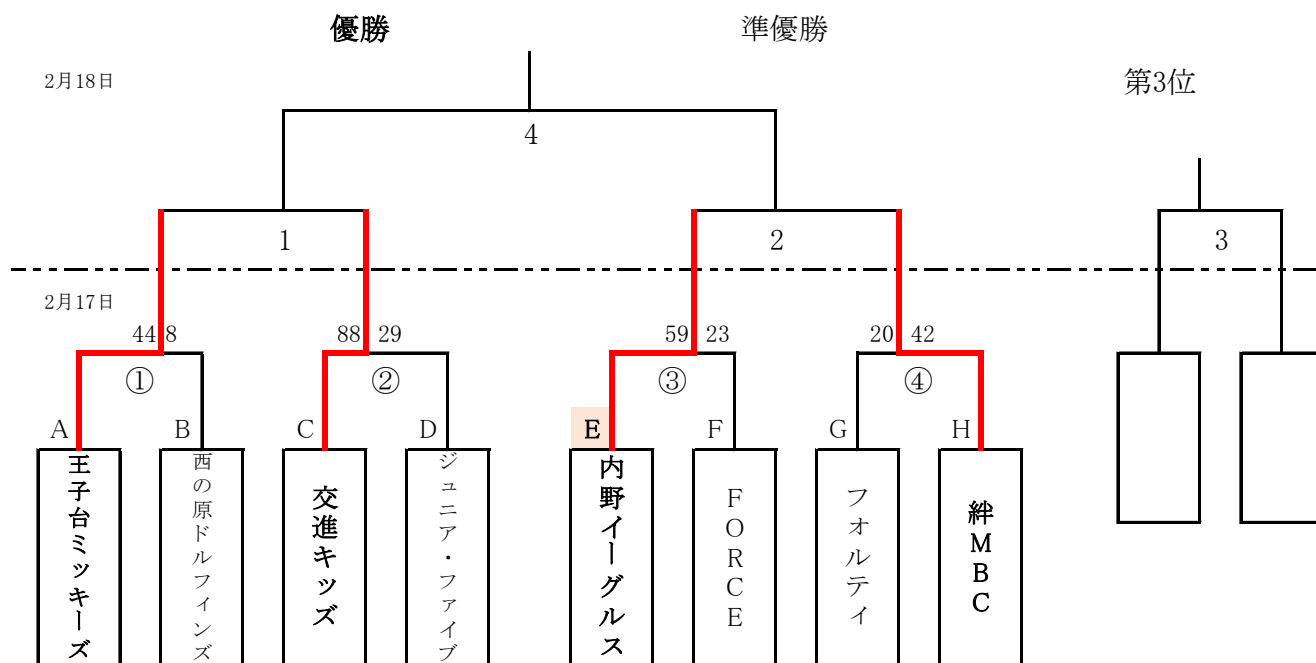 優勝
準優勝
2月18日
第3位
4
1
2
3
2月17日
44 8
88 29
59 23
20 42
①
②
③
④
A
B
C
D
E
F
G
H
王子台ミッキーズ
西の原ドルフィンズ
交進キッズ
ジュニア・ファイブ
内野イーグルス
FORCE
フォルティ
絆MBC